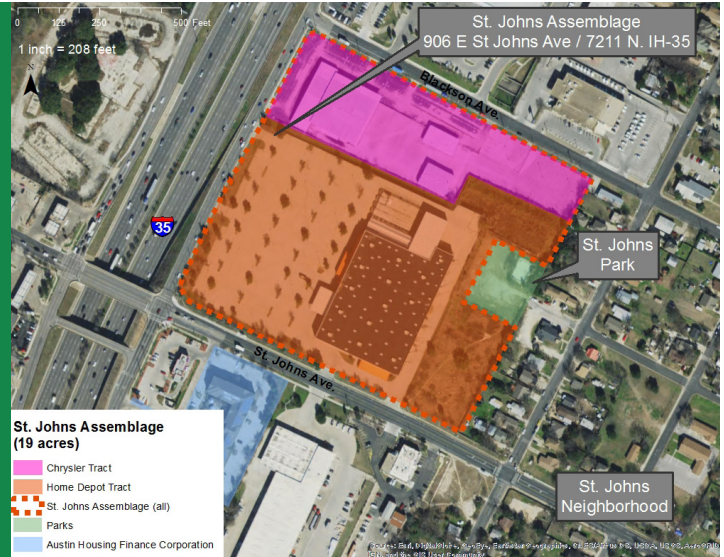 0 125 250 500 Feet
1 inch = 208 feet
N
St. Johns Assemblage
906 E St Johns Ave / 7211 N. IH-35
Blackson Ave.
35
St. Johns
Park
St. Johns Ave.
St. Johns Assemblage
(19 acres)
Chrysler Tract
Home Depot Tract
St. Johns Assemblage (all)
Parks
Austin Housing Finance Corporation
St. Johns
Neighborhood